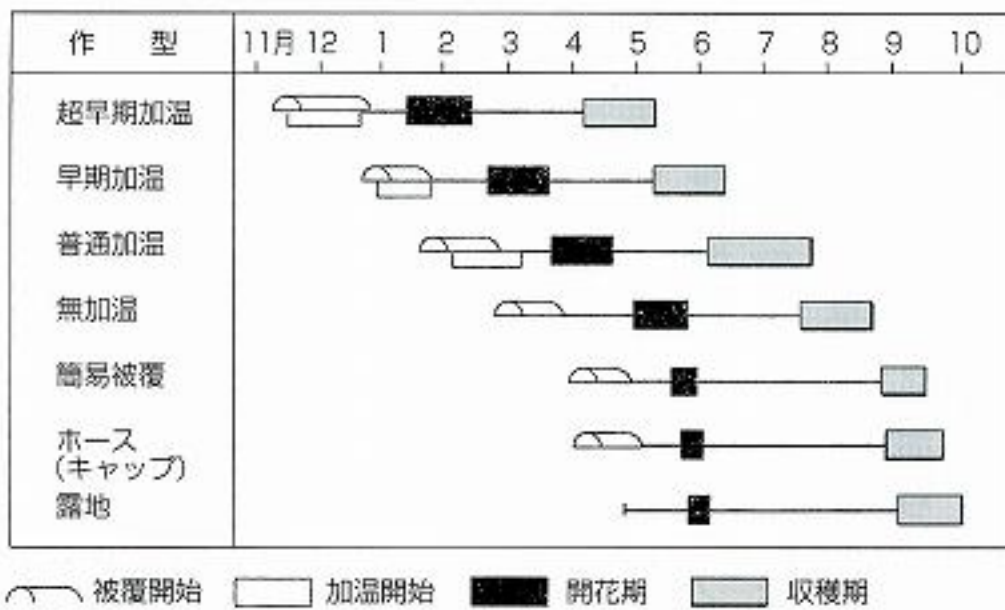 作 型 11月 12 1 2 3 4 5 6 7 8 9 10
超早期加温
早期加温
普通加温
無加温
簡易被覆
ホース
(キャップ)
露地
被覆開始 加温開始 開花期 収穫期